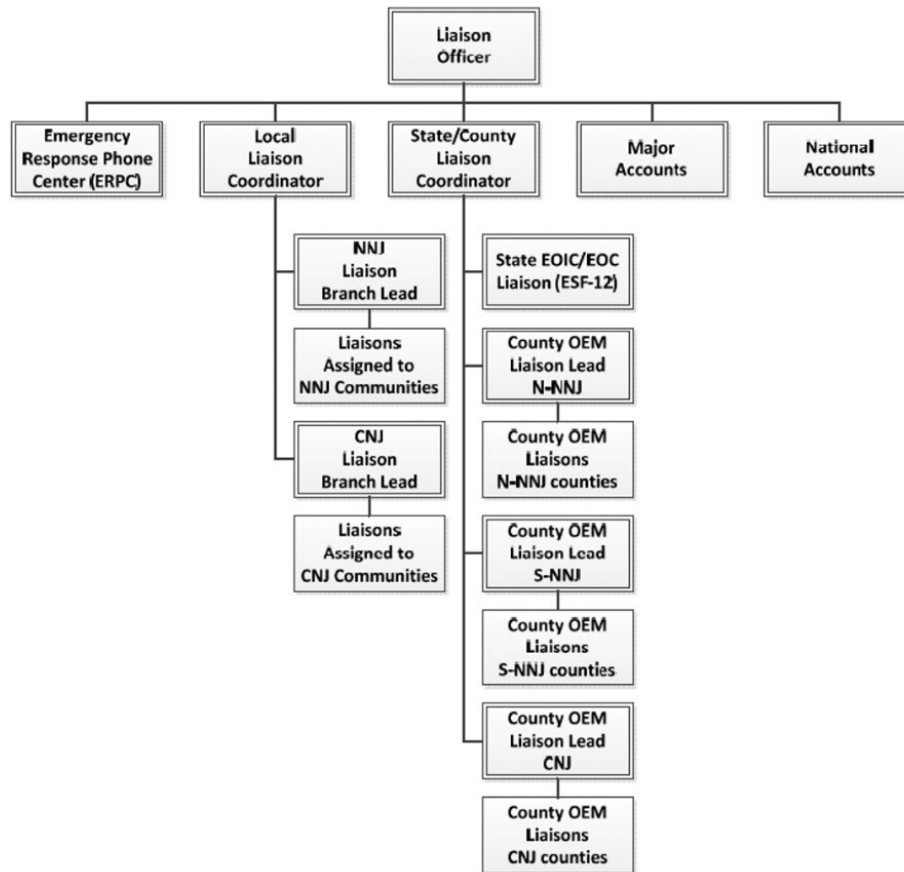 Liaison
Officer
Emergency
Response Phone
Center (ERPC)
Local
Liaison
Coordinator
State/County
Liaison
Coordinator
Major
Accounts
National
Accounts
NNJ
Liaison
Branch Lead
Liaisons
Assigned to
NNJ Communities
CNJ
Liaison
Branch Lead
Liaisons
Assigned to
CNJ Communities
State EOIC/EOC
Liaison (ESF-12)
County OEM
Liaison Lead
N-NNJ
County OEM
Liaisons
N-NNJ counties
County OEM
Liaison Lead
S-NNJ
County OEM
Liaisons
S-NNJ counties
County OEM
Liaison Lead
CNJ
County OEM
Liaisons
CNJ counties